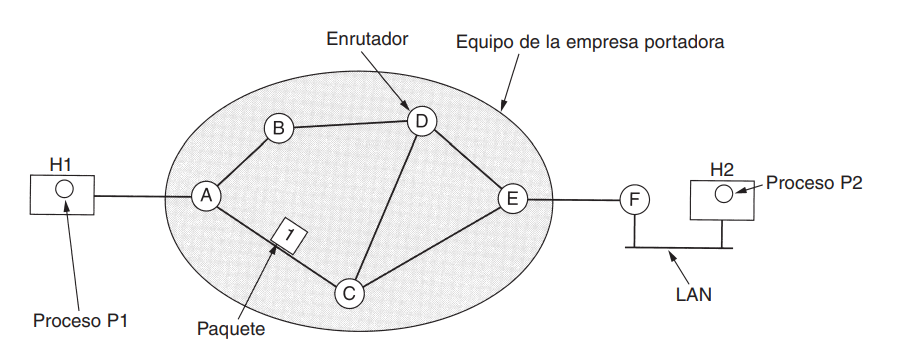 Enrutador
Equipo de la empresa portadora
B
D
H1
A
1
E
F
H2
Proceso P2
C
LAN
Proceso P1
Paquete